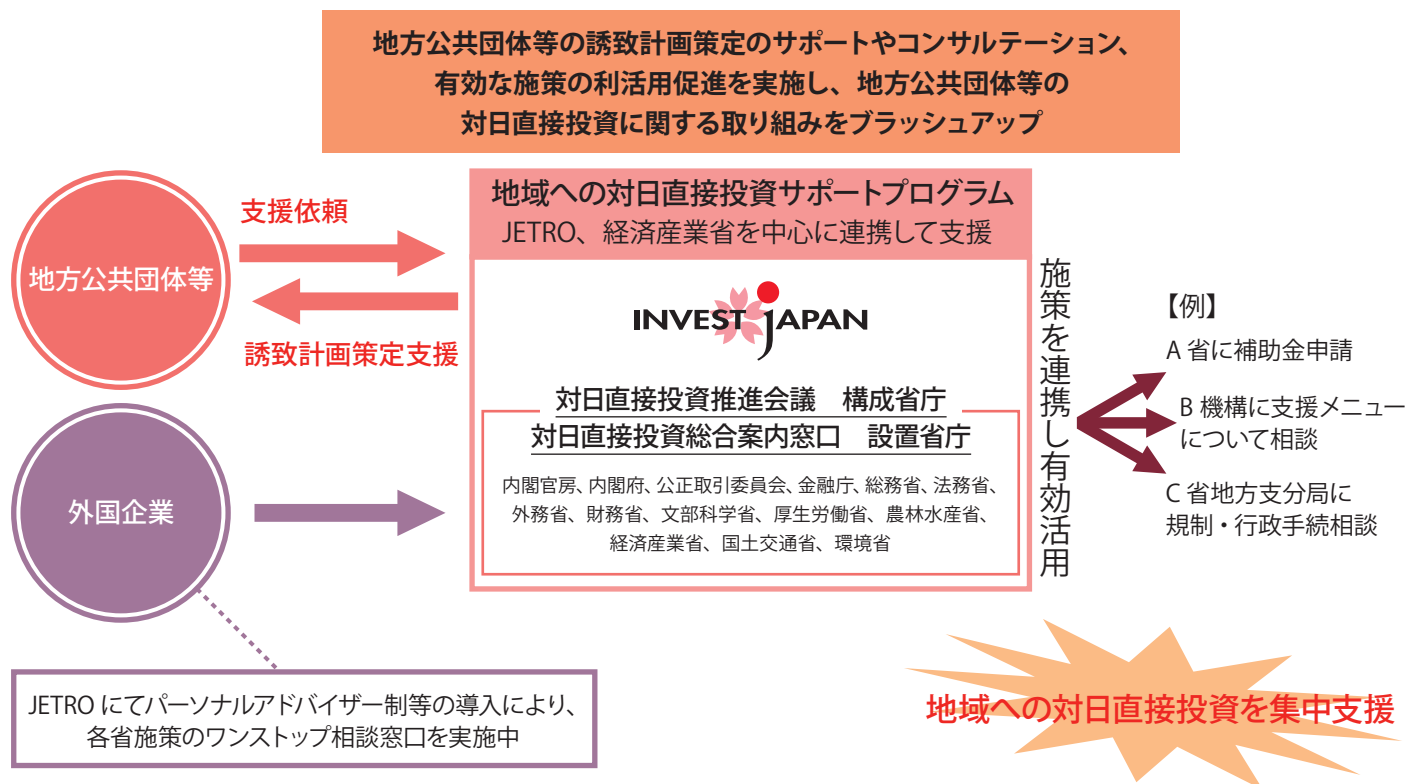 地方公共団体等の誘致計画策定のサポートやコンサルテーション、
有効な施策の利活用促進を実施し、地方公共団体等の
対日直接投資に関する取り組みをブラッシュアップ
地方公共団体等
支援依頼
誘致計画策定支援
外国企業
JETRO にてパーソナルアドバイザー制等の導入により、
各省施策のワンストップ相談窓口を実施中
地域への対日直接投資サポートプログラム
JETRO、経済産業省を中心に連携して支援
INVEST JAPAN
対日直接投資推進会議　構成省庁
対日直接投資総合案内窓口　設置省庁
内閣官房、内閣府、公正取引委員会、金融庁、総務省、法務省、
外務省、財務省、文部科学省、厚生労働省、農林水産省、
経済産業省、国土交通省、環境省
施策を連携し有効活用
【例】
A 省に補助金申請
B 機構に支援メニュー
について相談
C 省地方支分局に
規制・行政手続相談
地域への対日直接投資を集中支援